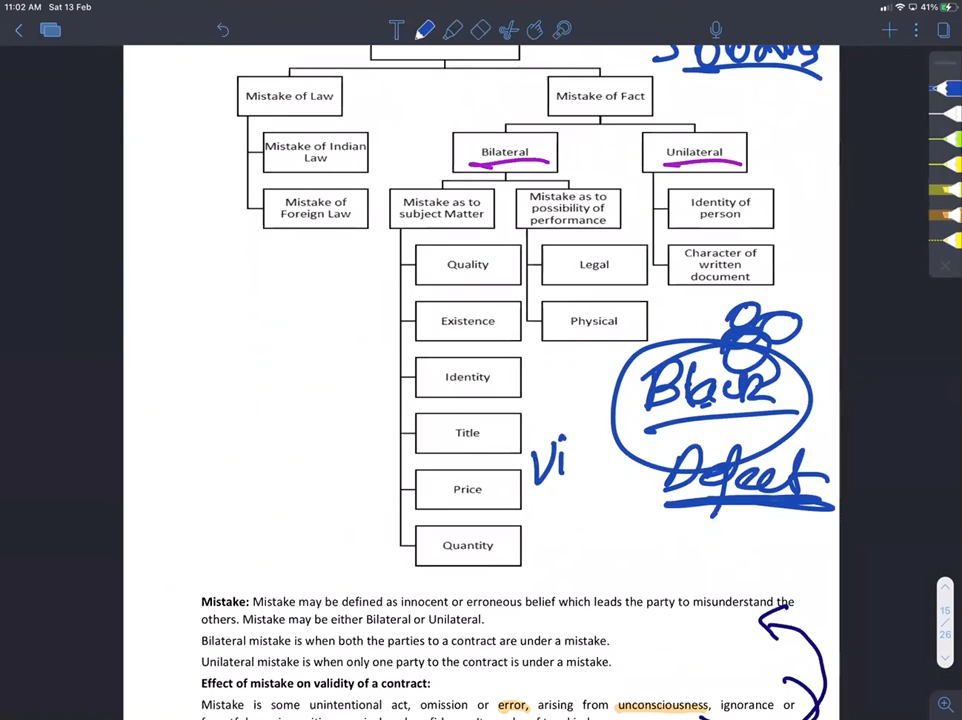 11:02 AM Sat 13 Feb
41%
Mistake of Law
Mistake of Fact
Mistake of Indian
Law
Mistake of
Foreign Law
Bilateral
Unilateral
Mistake as to
subject Matter
Mistake as to
possibility of
performance
Identity of
person
Character of
written
document
Quality
Legal
Existence
Physical
Identity
Title
Price
Quantity
Black
Defect
Vi
15
26
Mistake: Mistake may be defined as innocent or erroneous belief which leads the party to misunderstand the
others. Mistake may be either Bilateral or Unilateral.
Bilateral mistake is when both the parties to a contract are under a mistake.
Unilateral mistake is when only one party to the contract is under a mistake.
Effect of mistake on validity of a contract:
Mistake is some unintentional act, omission or error, arising from unconsciousness, ignorance or